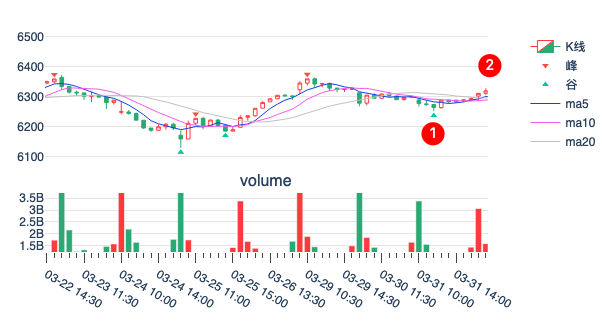 6500
6400
6300
6200
6100
2
1
K线
峰
谷
ma5
ma10
ma20
volume
3.5B
3B
2.5B
2B
1.5B
03-22 14:30
03-23 11:30
03-24 10:00
03-24 14:00
03-25 11:00
03-25 15:00
03-28 13:30
03-29 10:30
03-29 14:30
03-30 11:30
03-31 10:00
03-31 14:00